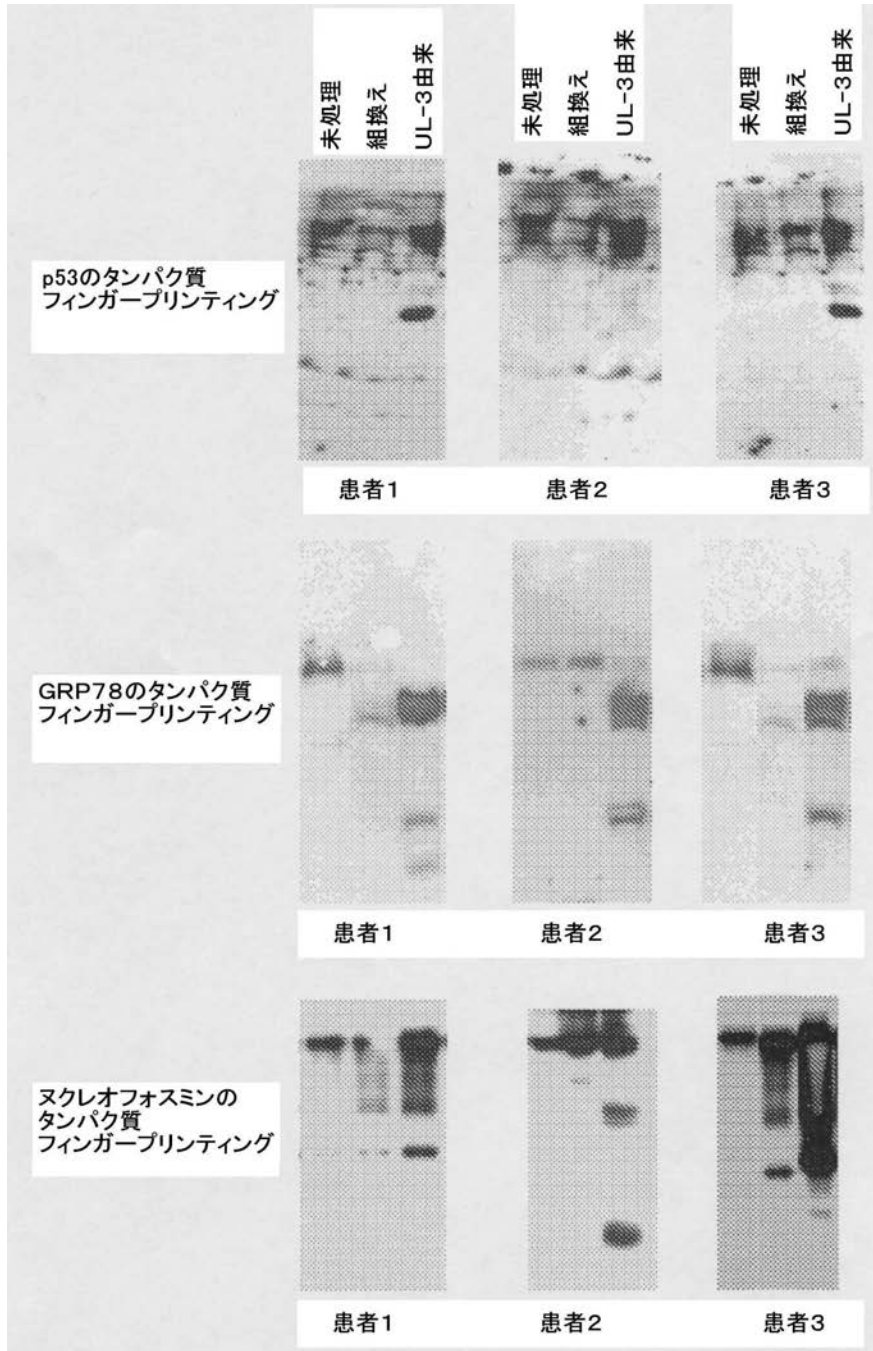 未処理
組換え
UL-3由来
未処理
組換え
UL-3由来
未処理
組換え
UL-3由来
p53のタンパク質
フィンガープリンティング
患者1
患者2
患者3
GRP78のタンパク質
フィンガープリンティング
患者1
患者2
患者3
ヌクレオフォスミンの
タンパク質
フィンガープリンティング
患者1
患者2
患者3